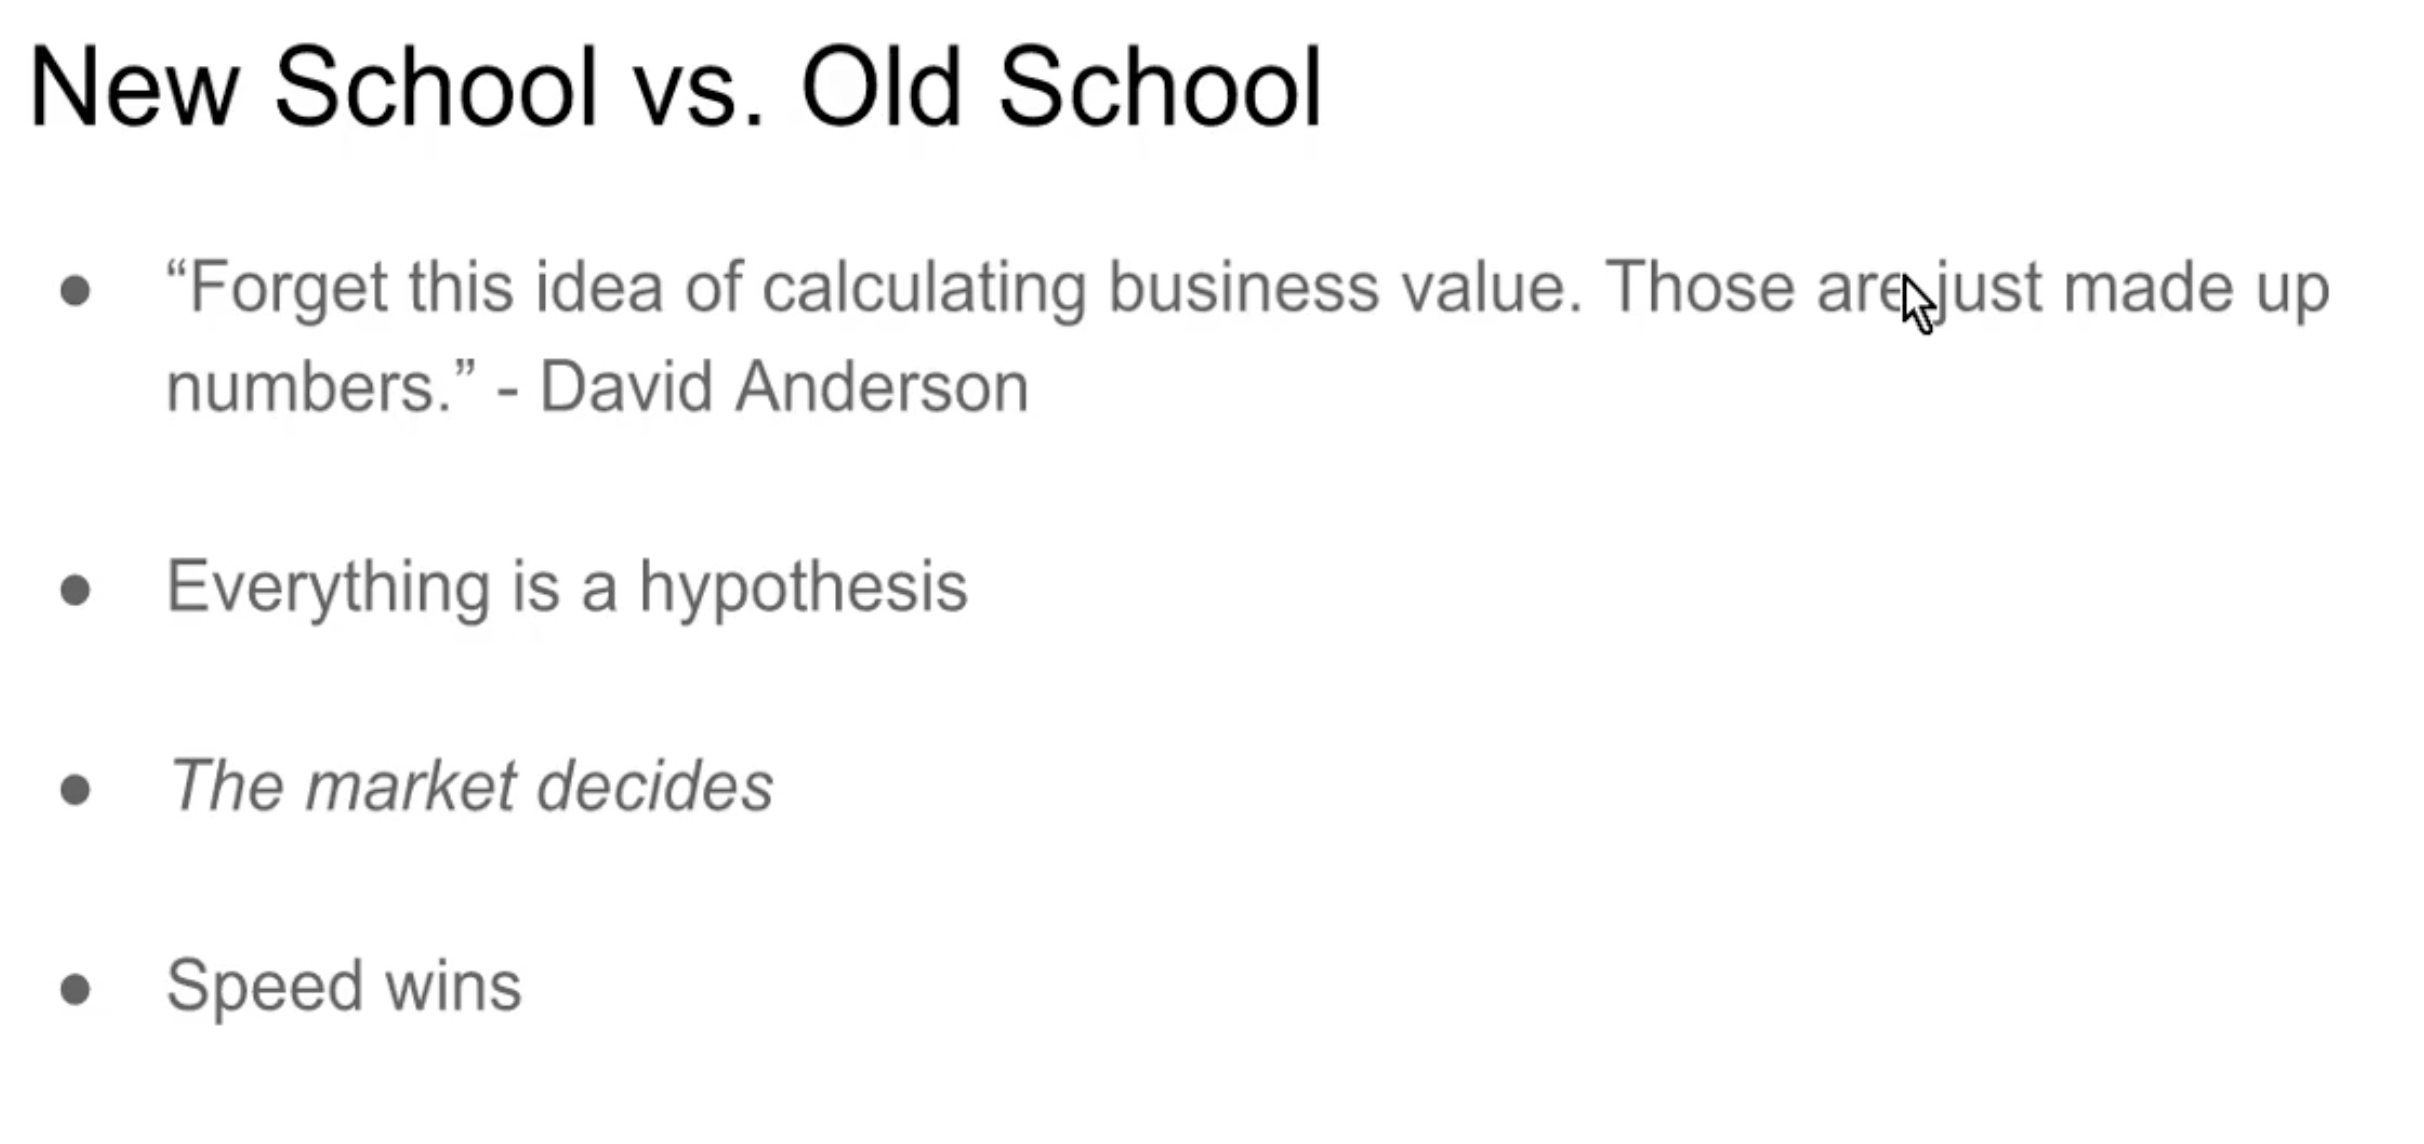 New School vs. Old School
● “Forget this idea of calculating business value. Those are just made up
numbers.” - David Anderson
● Everything is a hypothesis
● The market decides
● Speed wins